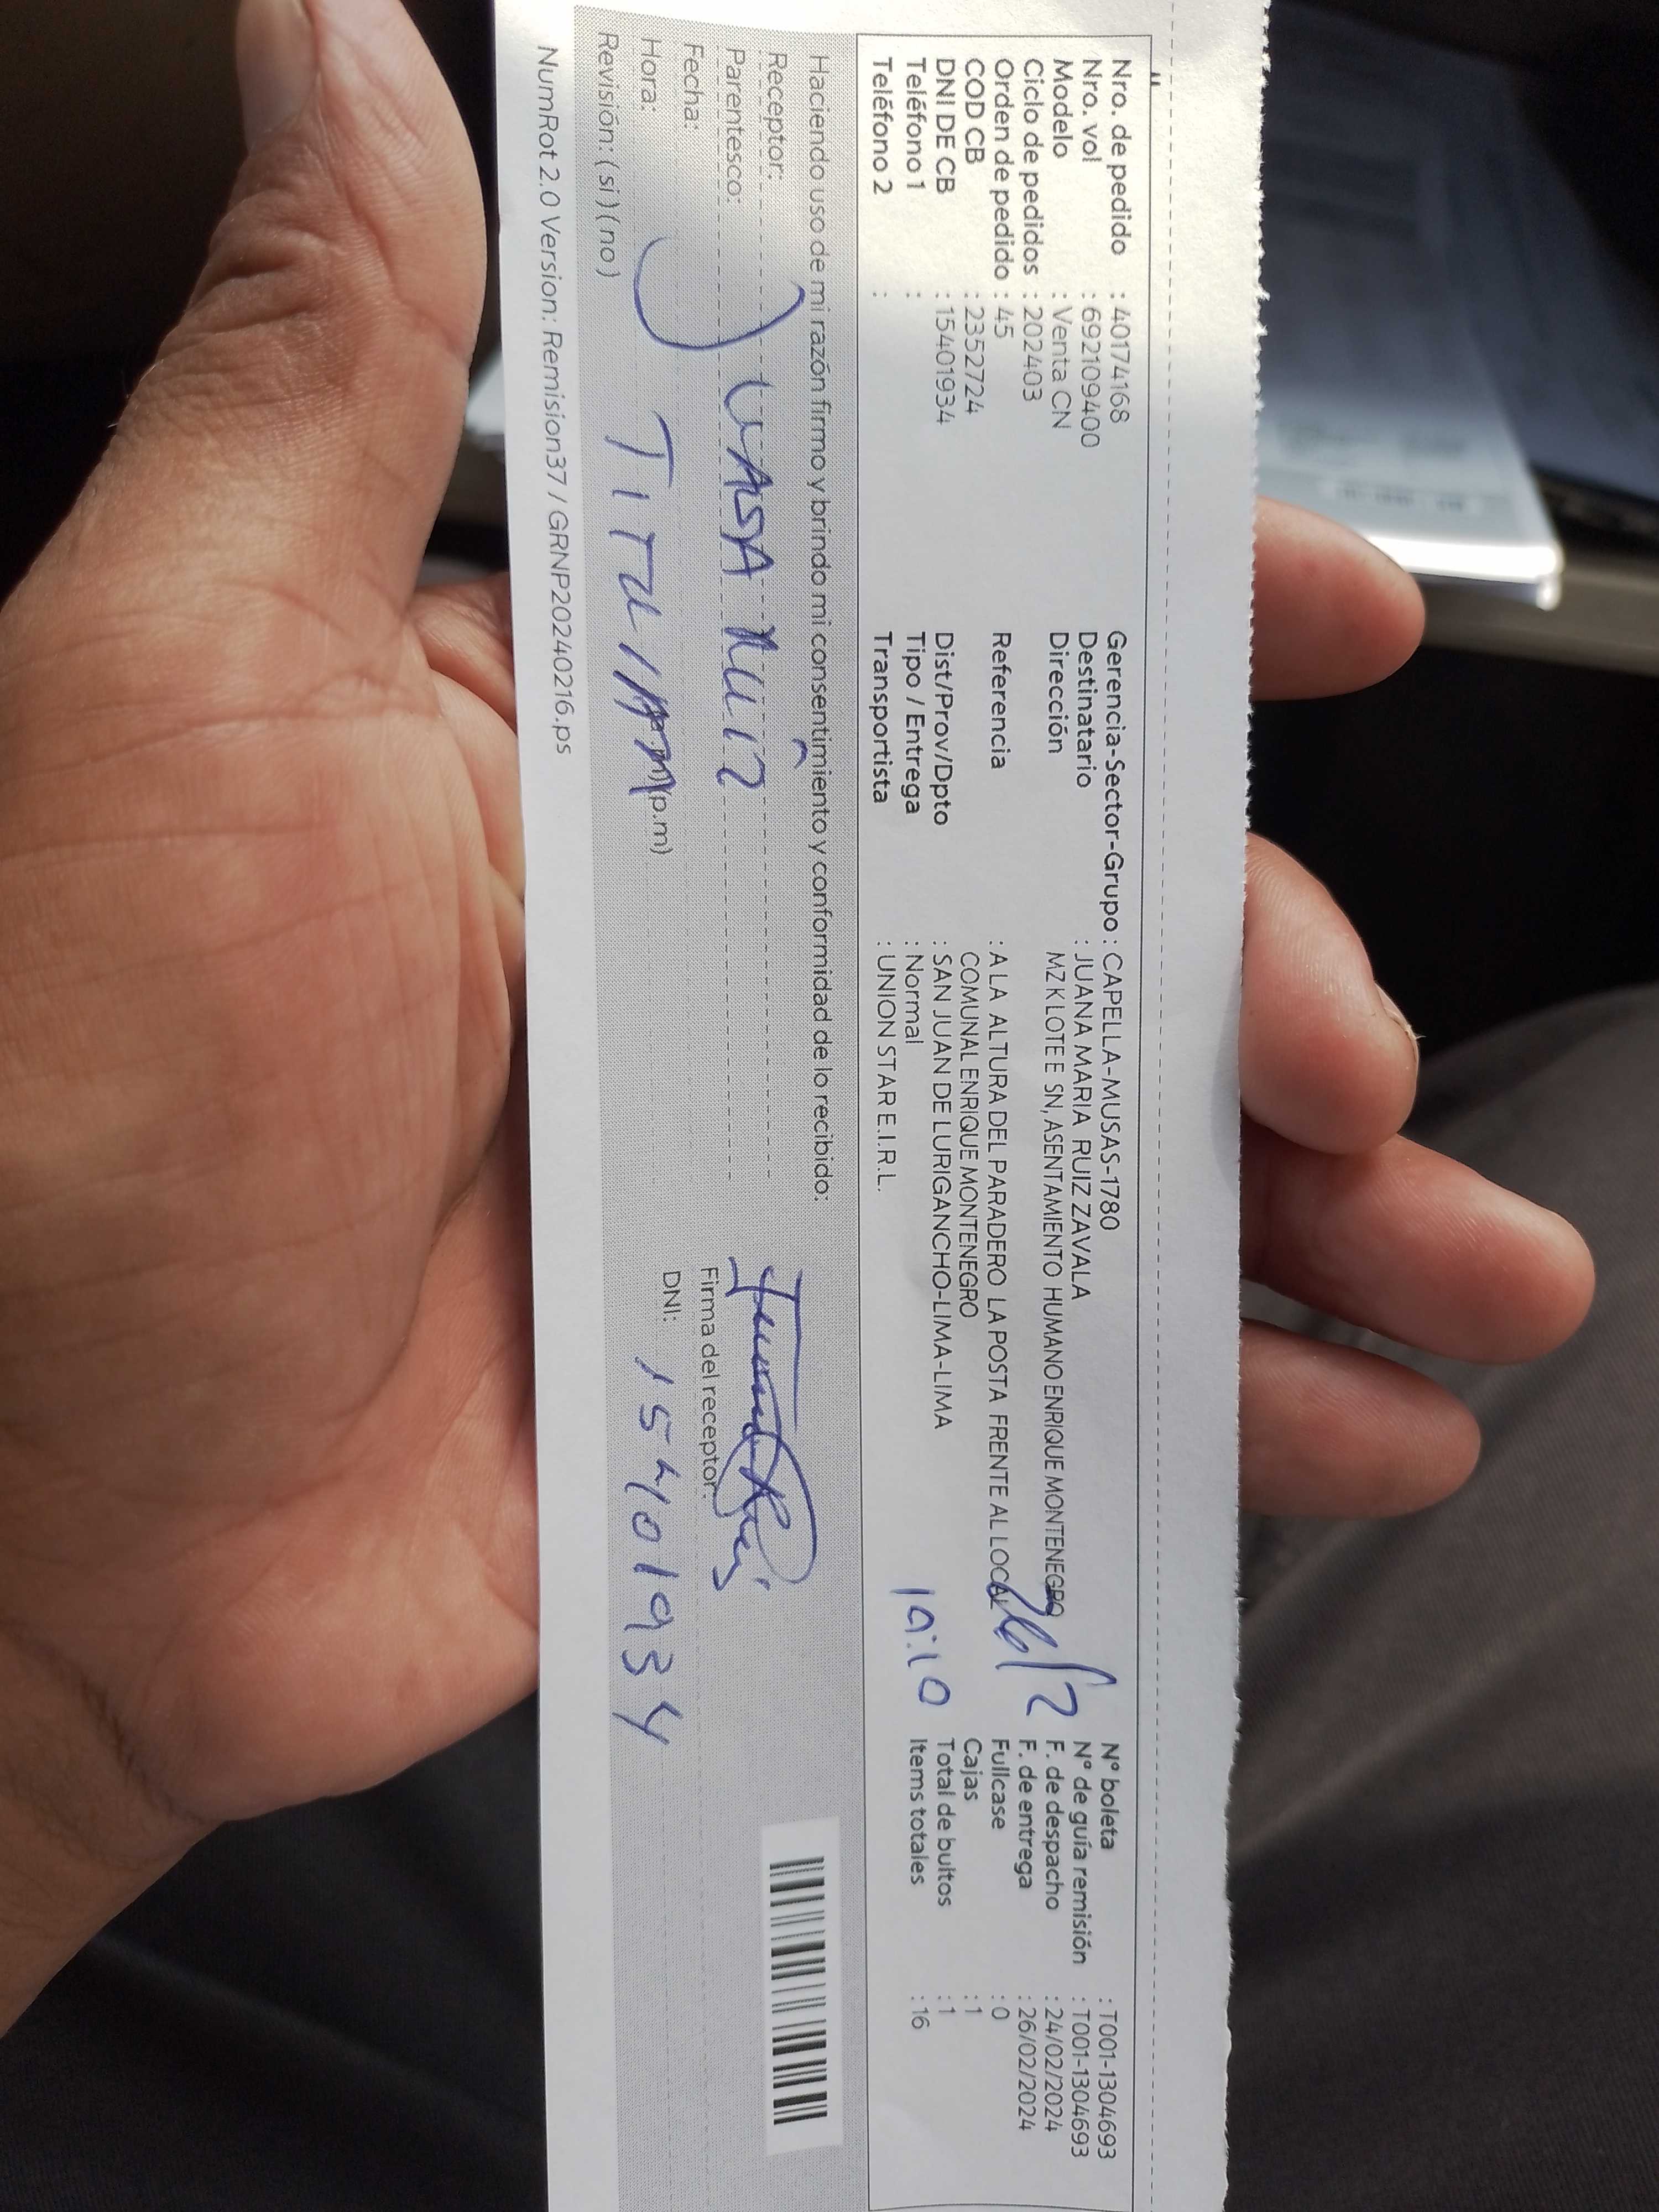 Nro. de pedido : 40174168
Nro. vol : 692109400
Modelo : Venta CN
Ciclo de pedidos : 202403
Orden de pedido : 45
COD CB : 2352724
DNI DE CB : 15401934
Teléfono 1 :
Teléfono 2 :
Gerencia-Sector-Grupo : CAPELLA-MUSAS-1780
Destinatario : JUANA MARIA RUIZ ZAVALA
Dirección MZ K LOTE E SN, ASENTAMIENTO HUMANO ENRIQUE MONTENEGRO
Referencia : A LA ALTURA DEL PARADERO LA POSTA FRENTE AL LOCAL
COMUNAL ENRIQUE MONTENEGRO
Dist/Prov/Dpto : SAN JUAN DE LURIGANCHO-LIMA-LIMA
Tipo / Entrega : Normal
Transportista : UNION STAR E.I.R.L.
26/2
10:10
N° boleta : T001-1304693
N° de guía remisión : T001-1304693
F. de despacho : 24/02/2024
F. de entrega : 26/02/2024
Fullcase : 0
Cajas : 1
Total de bultos : 1
Items totales : 16
Haciendo uso de mi razón firmo y brindo mi consentimiento y conformidad de lo recibido:
Receptor:
Parentesco:
Fecha:
Hora: (p.m)
Revisión: (si) (no)
Firma del receptor:
DNI: 15401934
NumRot 2.0 Version: Remision37 / GRNP20240216.ps